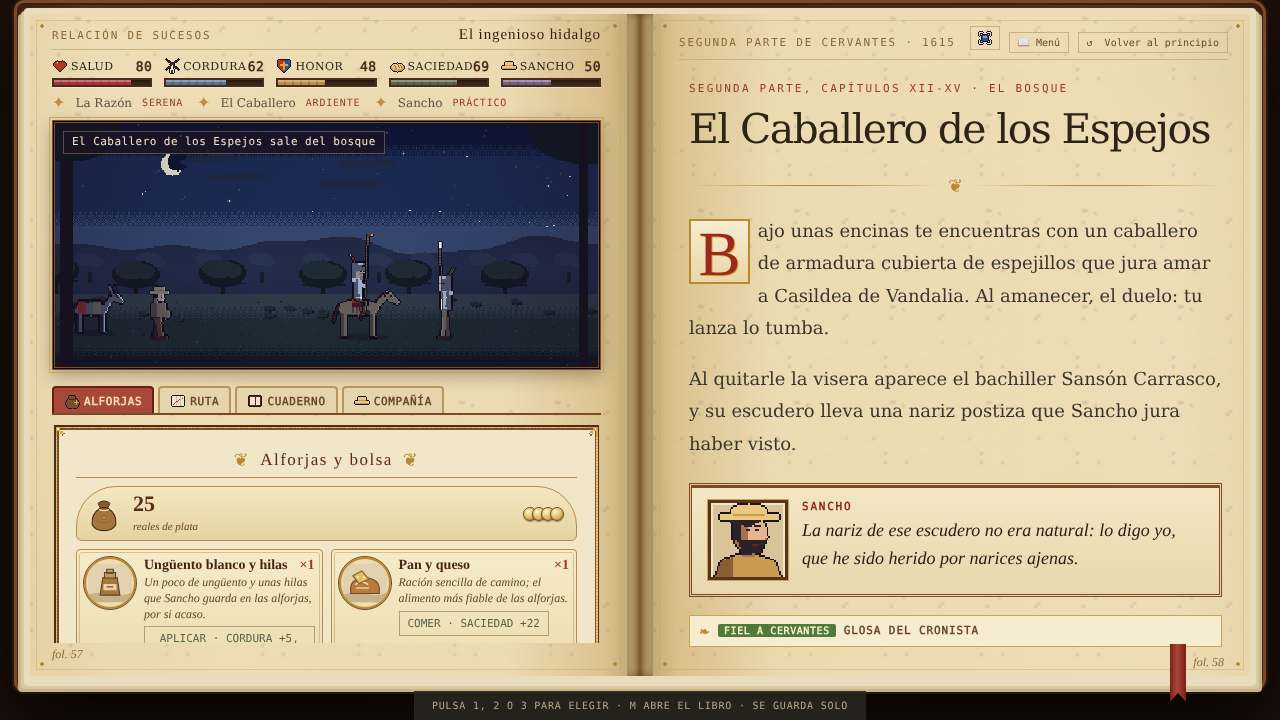 RELACIÓN DE SUCESOS
El ingenioso hidalgo
SALUD 80
CORDURA 62
HONOR 48
SACIEDAD 69
SANCHO 50
La Razón SERENA
El Caballero ARDIENTE
Sancho PRÁCTICO
El Caballero de los Espejos sale del bosque
ALFORJAS
RUTA
CUADERNO
COMPAÑÍA
Alforjas y bolsa
25
reales de plata
Ungüento blanco y hilas ×1
Un poco de ungüento y unas hilas
que Sancho guarda en las alforjas,
por si acaso.
APLICAR · CORDURA +5,
Pan y queso ×1
Ración sencilla de camino; el
alimento más fiable de las alforjas.
COMER · SACIEDAD +22
fol. 57
SEGUNDA PARTE DE CERVANTES · 1615
Menú
↺ Volver al principio
SEGUNDA PARTE, CAPÍTULOS XII-XV · EL BOSQUE
El Caballero de los Espejos
Bajo unas encinas te encuentras con un caballero
de armadura cubierta de espejillos que jura amar
a Casildea de Vandalia. Al amanecer, el duelo: tu
lanza lo tumba.
Al quitarle la visera aparece el bachiller Sansón Carrasco,
y su escudero lleva una nariz postiza que Sancho jura
haber visto.
SANCHO
La nariz de ese escudero no era natural: lo digo yo,
que he sido herido por narices ajenas.
FIEL A CERVANTES GLOSA DEL CRONISTA
fol. 58
PULSA 1, 2 O 3 PARA ELEGIR · M ABRE EL LIBRO · SE GUARDA SOLO